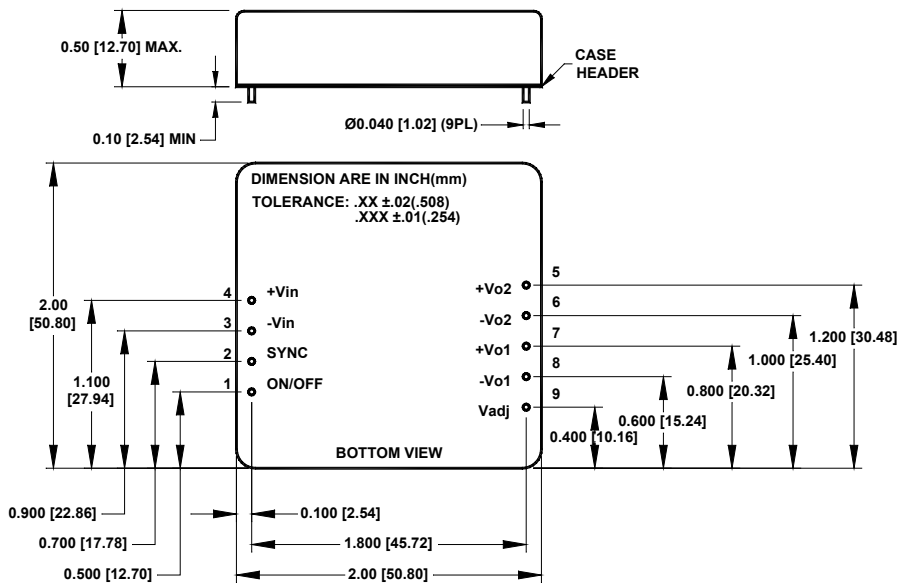 0.50 [12.70] MAX.
CASE
HEADER
0.10 [2.54] MIN
Ø0.040 [1.02] (9PL)
DIMENSION ARE IN INCH(mm)
TOLERANCE: .XX ±.02(.508)
.XXX ±.01(.254)
2.00
[50.80]
1.100
[27.94]
4 +Vin
3 -Vin
2 SYNC
1 ON/OFF
+Vo2 5
-Vo2 6
+Vo1 7
-Vo1 8
Vadj 9
1.200 [30.48]
1.000 [25.40]
0.800 [20.32]
0.600 [15.24]
0.400 [10.16]
BOTTOM VIEW
0.900 [22.86]
0.700 [17.78]
0.500 [12.70]
0.100 [2.54]
1.800 [45.72]
2.00 [50.80]